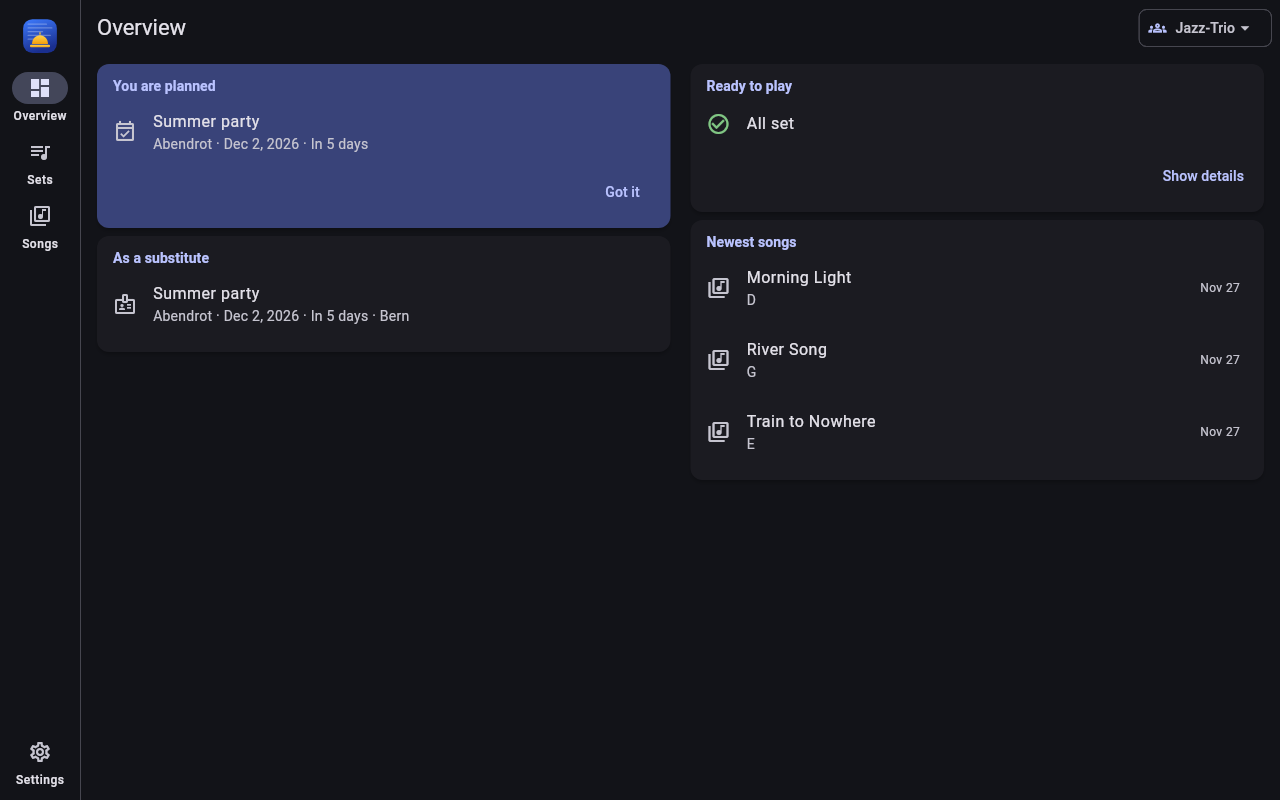 Overview
Jazz-Trio
Overview
Sets
Songs
Settings
You are planned
Summer party
Abendrot · Dec 2, 2026 · In 5 days
Got it
As a substitute
Summer party
Abendrot · Dec 2, 2026 · In 5 days · Bern
Ready to play
All set
Show details
Newest songs
Morning Light
D
Nov 27
River Song
G
Nov 27
Train to Nowhere
E
Nov 27